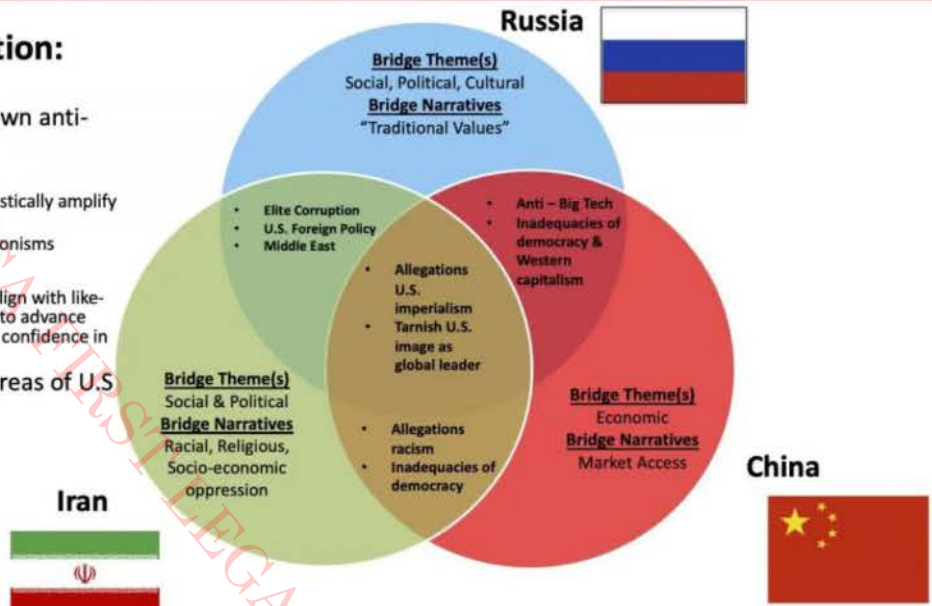 tion:
wn anti-
stically amplify
onisms
lign with like-
to advance
confidence in
reas of U.S
Russia
Bridge Theme(s)
Social, Political, Cultural
Bridge Narratives
"Traditional Values"
• Elite Corruption
• U.S. Foreign Policy
• Middle East
• Anti – Big Tech
• Inadequacies of
democracy &
Western
capitalism
• Allegations
U.S.
imperialism
• Tarnish U.S.
image as
global leader
Bridge Theme(s)
Social & Political
Bridge Narratives
Racial, Religious,
Socio-economic
oppression
• Allegations
racism
• Inadequacies of
democracy
Bridge Theme(s)
Economic
Bridge Narratives
Market Access
Iran
China
A FIRST LEGA